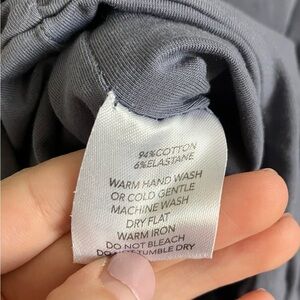 94%COTTON
6%ELASTANE
WARM HAND WASH
OR COLD GENTLE
MACHINE WASH
DRY FLAT
WARM IRON
DO NOT BLEACH
DO NOT TUMBLE DRY